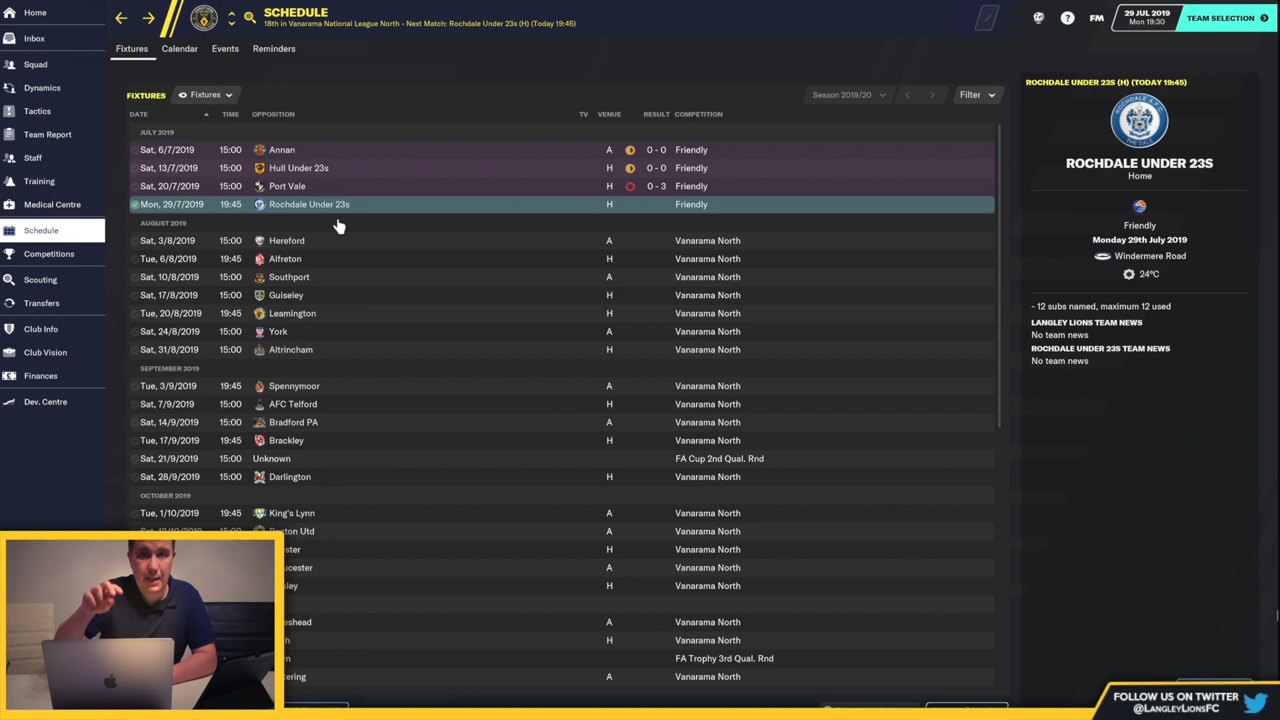 Home
Inbox
Squad
Dynamics
Tactics
Team Report
Staff
Training
Medical Centre
Schedule
Competitions
Scouting
Transfers
Club Info
Club Vision
Finances
Dev. Centre
SCHEDULE
18th in Vanarama National League North - Next Match: Rochdale Under 23s (H) (Today 19:45)
FM
29 JUL 2019
Mon 19:30
TEAM SELECTION
Fixtures Calendar Events Reminders
FIXTURES Fixtures Season 2019/20 Filter
DATE TIME OPPOSITION TV VENUE RESULT COMPETITION
JULY 2019
Sat, 6/7/2019 15:00 Annan A 0 - 0 Friendly
Sat, 13/7/2019 15:00 Hull Under 23s H 0 - 0 Friendly
Sat, 20/7/2019 15:00 Port Vale H 0 - 3 Friendly
Mon, 29/7/2019 19:45 Rochdale Under 23s H Friendly
AUGUST 2019
Sat, 3/8/2019 15:00 Hereford A Vanarama North
Tue, 6/8/2019 19:45 Alfreton H Vanarama North
Sat, 10/8/2019 15:00 Southport A Vanarama North
Sat, 17/8/2019 15:00 Guiseley H Vanarama North
Tue, 20/8/2019 19:45 Leamington H Vanarama North
Sat, 24/8/2019 15:00 York A Vanarama North
Sat, 31/8/2019 15:00 Altrincham H Vanarama North
SEPTEMBER 2019
Tue, 3/9/2019 19:45 Spennymoor A Vanarama North
Sat, 7/9/2019 15:00 AFC Telford H Vanarama North
Sat, 14/9/2019 15:00 Bradford PA A Vanarama North
Tue, 17/9/2019 19:45 Brackley H Vanarama North
Sat, 21/9/2019 15:00 Unknown FA Cup 2nd Qual. Rnd
Sat, 28/9/2019 15:00 Darlington H Vanarama North
OCTOBER 2019
Tue, 1/10/2019 19:45 King's Lynn A Vanarama North
Utd A Vanarama North
H Vanarama North
A Vanarama North
H Vanarama North
A Vanarama North
H Vanarama North
FA Trophy 3rd Qual. Rnd
A Vanarama North
ROCHDALE UNDER 23S (H) (TODAY 19:45)
ROCHDALE A.F.C
THE DALE
ROCHDALE UNDER 23S
Home
Friendly
Monday 29th July 2019
Windermere Road
24°C
- 12 subs named, maximum 12 used
LANGLEY LIONS TEAM NEWS
No team news
ROCHDALE UNDER 23S TEAM NEWS
No team news
FOLLOW US ON TWITTER
@LANGLEYLIONSFC